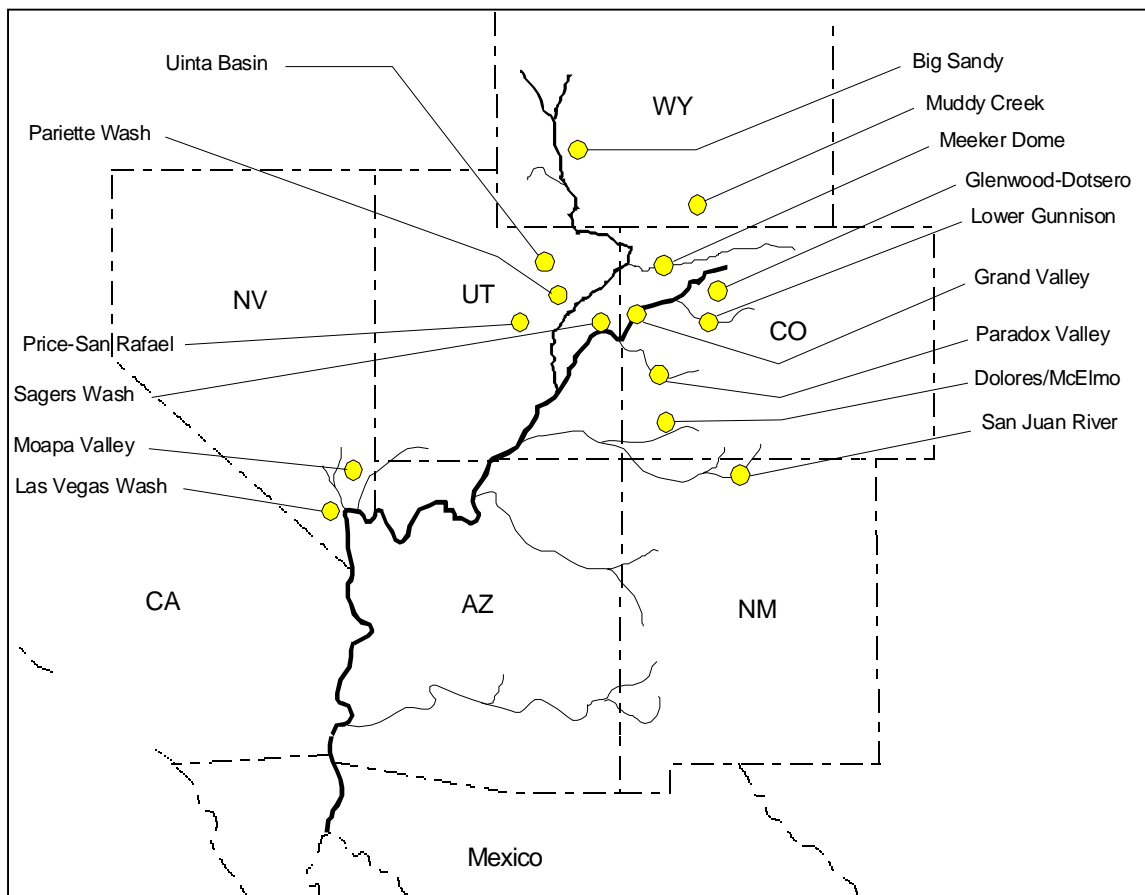 Uinta Basin
Big Sandy
WY
Muddy Creek
Pariette Wash
Meeker Dome
Glenwood-Dotsero
Lower Gunnison
Grand Valley
NV
UT
CO
Price-San Rafael
Paradox Valley
Sagers Wash
Dolores/McElmo
San Juan River
Moapa Valley
Las Vegas Wash
CA
AZ
NM
Mexico